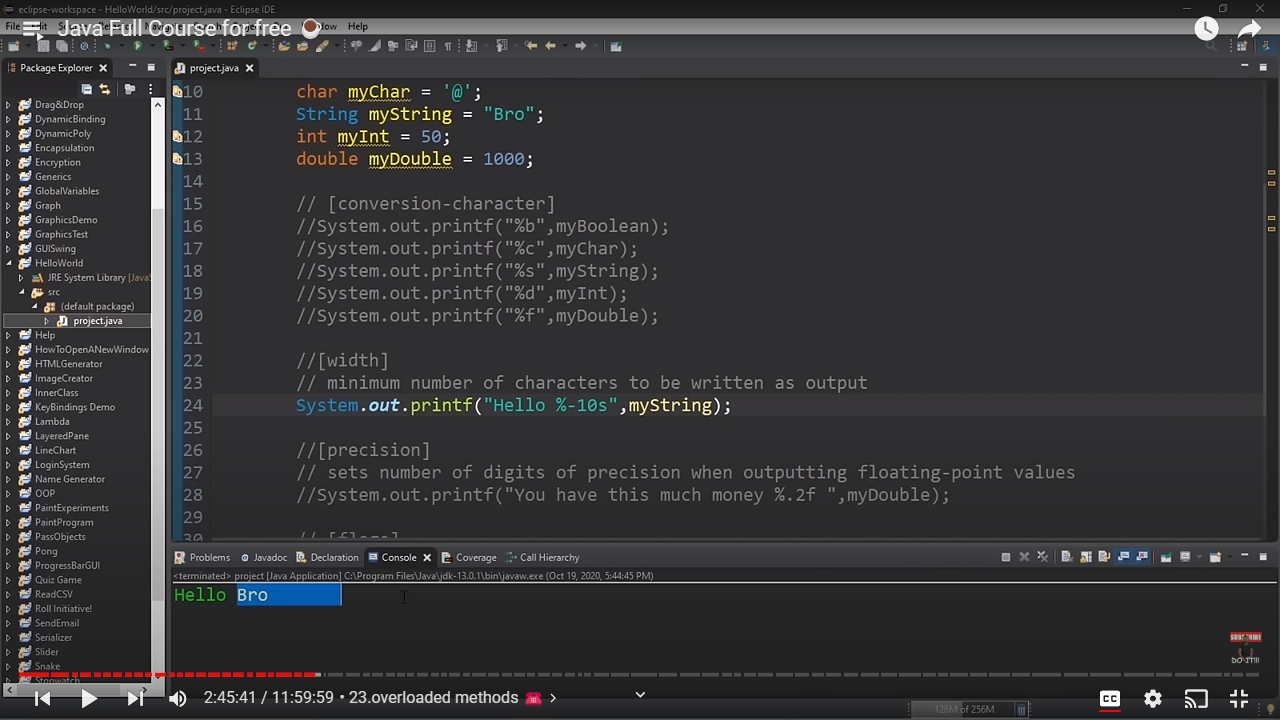 eclipse-workspace - HelloWorld/src/project.java - Eclipse IDE
File
Help
Java Full Course for free
Package Explorer
project.java
Drag&Drop
DynamicBinding
DynamicPoly
Encapsulation
Encryption
Generics
GlobalVariables
Graph
GraphicsDemo
GraphicsTest
GUISwing
HelloWorld
JRE System Library [Java
src
(default package)
project.java
Help
HowToOpenANewWindow
HTMLGenerator
ImageCreator
InnerClass
KeyBindings Demo
Lambda
LayeredPane
LineChart
LoginSystem
Name Generator
OOP
PaintExperiments
PaintProgram
PassObjects
Pong
ProgressBarGUI
Quiz Game
ReadCSV
Roll Initiative!
SendEmail
Serializer
Slider
Snake
Stopwatch
10 char myChar = '@';
11 String myString = "Bro";
12 int myInt = 50;
13 double myDouble = 1000;
14
15 // [conversion-character]
16 //System.out.printf("%b",myBoolean);
17 //System.out.printf("%c",myChar);
18 //System.out.printf("%s",myString);
19 //System.out.printf("%d",myInt);
20 //System.out.printf("%f",myDouble);
21
22 //[width]
23 // minimum number of characters to be written as output
24 System.out.printf("Hello %-10s",myString);
25
26 //[precision]
27 // sets number of digits of precision when outputting floating-point values
28 //System.out.printf("You have this much money %.2f ",myDouble);
29
30 // [flags]
Problems Javadoc Declaration Console Coverage Call Hierarchy
<terminated> project [Java Application] C:\Program Files\Java\jdk-13.0.1\bin\javaw.exe (Oct 19, 2020, 5:44:45 PM)
Hello Bro
SUBSCRIBE
DO IT!!!
2:45:41 / 11:59:59 • 23.overloaded methods
CC
126M of 256M